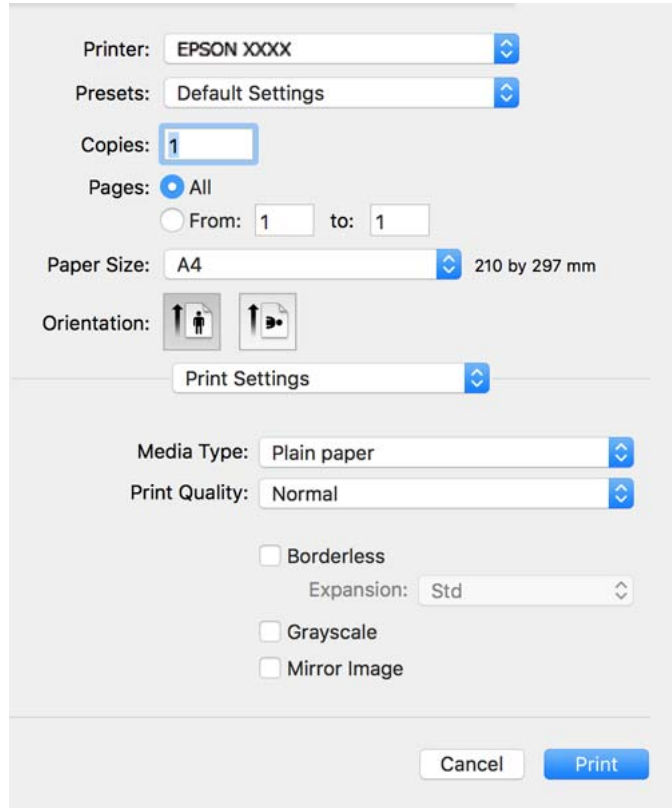 Printer: EPSON XXXX
Presets: Default Settings
Copies: 1
Pages: All
From: 1 to: 1
Paper Size: A4 210 by 297 mm
Orientation:
Print Settings
Media Type: Plain paper
Print Quality: Normal
Borderless
Expansion: Std
Grayscale
Mirror Image
Cancel Print